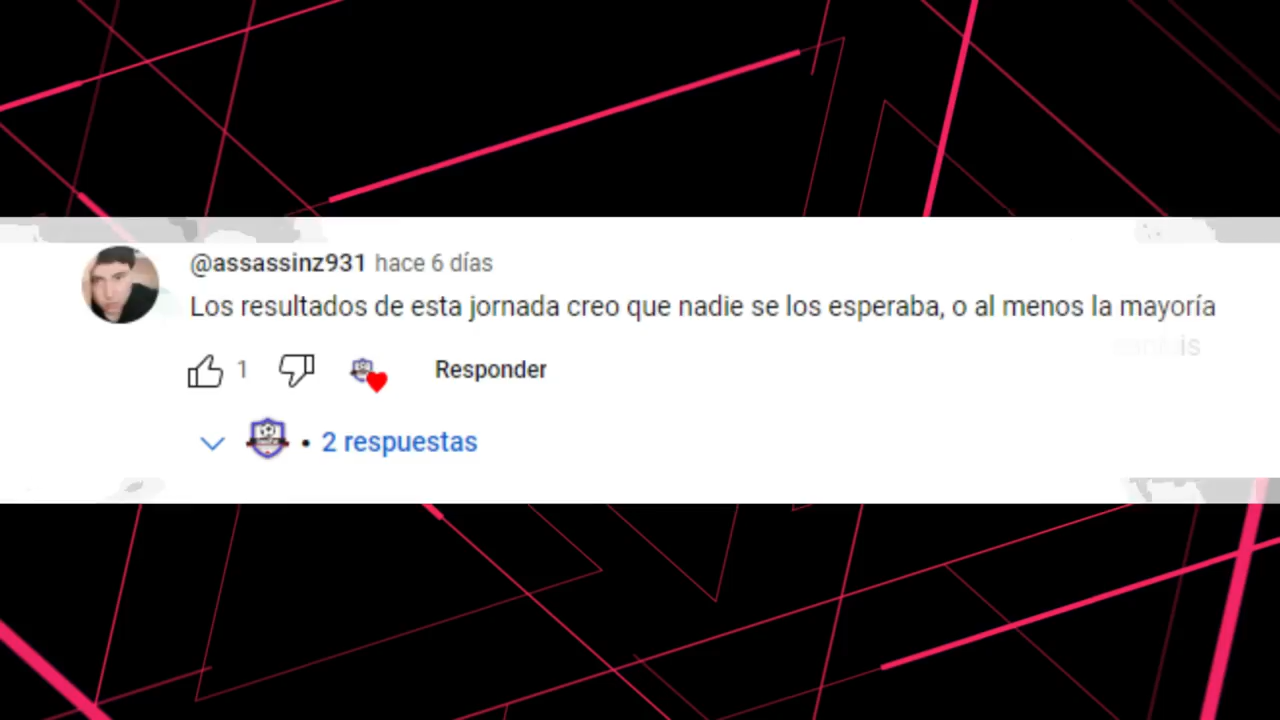 @assassinz931 hace 6 días
Los resultados de esta jornada creo que nadie se los esperaba, o al menos la mayoría
1 Responder
• 2 respuestas